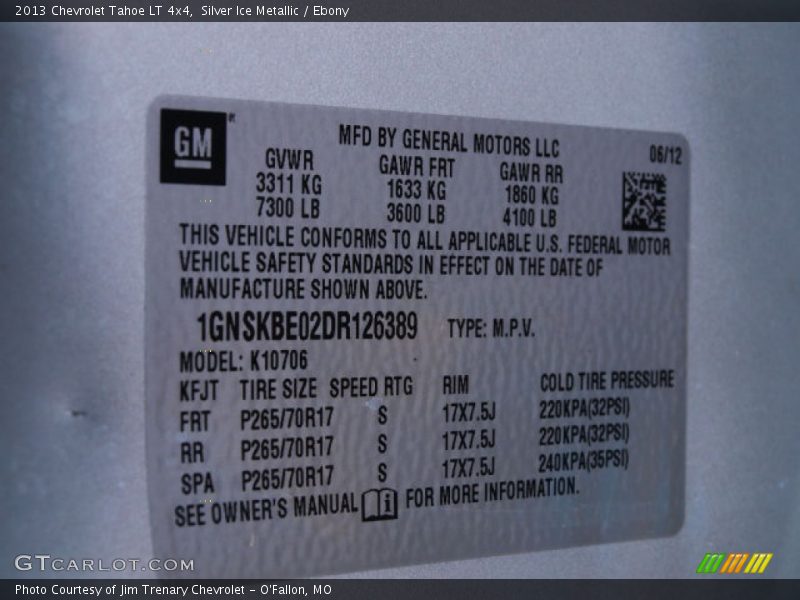 2013 Chevrolet Tahoe LT 4x4,  Silver Ice Metallic / Ebony
GM
MFD BY GENERAL MOTORS LLC
06/12
GVWR GAWR FRT GAWR RR
3311 KG 1633 KG 1860 KG
7300 LB 3600 LB 4100 LB
THIS VEHICLE CONFORMS TO ALL APPLICABLE U.S. FEDERAL MOTOR
VEHICLE SAFETY STANDARDS IN EFFECT ON THE DATE OF
MANUFACTURE SHOWN ABOVE.
1GNSKBE02DR126389 TYPE: M.P.V.
MODEL: K10706
KFJT TIRE SIZE SPEED RTG RIM COLD TIRE PRESSURE
FRT P265/70R17 S 17X7.5J 220KPA(32PSI)
RR P265/70R17 S 17X7.5J 220KPA(32PSI)
SPA P265/70R17 S 17X7.5J 240KPA(35PSI)
SEE OWNER'S MANUAL i FOR MORE INFORMATION.
GTCARLOT.COM
Photo Courtesy of Jim Trenary Chevrolet - O'Fallon, MO